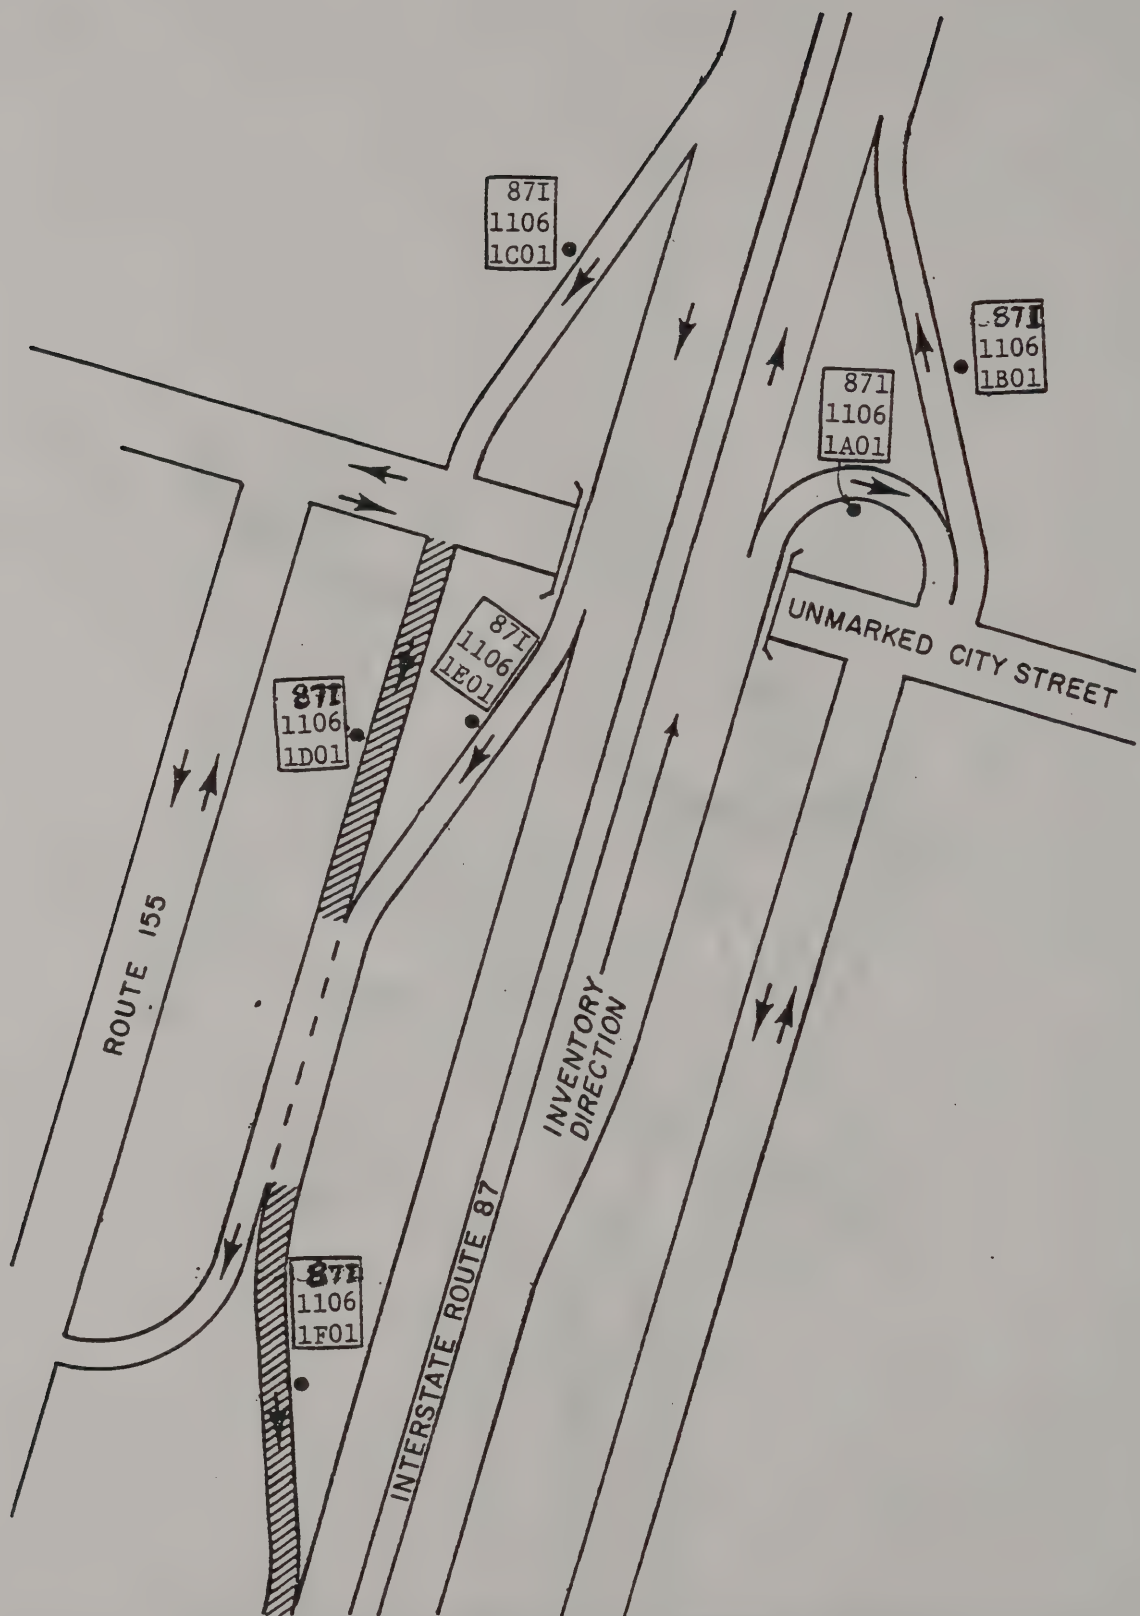 87I
1106
1C01
87I
1106
1B01
871
1106
1A01
UNMARKED CITY STREET
87I
1106
1E01
87I
1106
1D01
ROUTE 155
INVENTORY
DIRECTION
INTERSTATE ROUTE 87
87I
1106
1F01